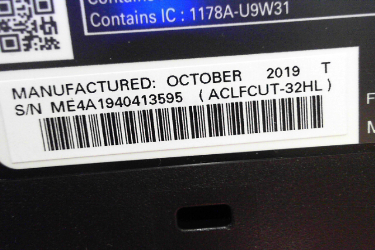 Contains IC : 1178A-U9W31
MANUFACTURED: OCTOBER 2019 T
S/N ME4A1940413595 (ACLFCUT-32HL)